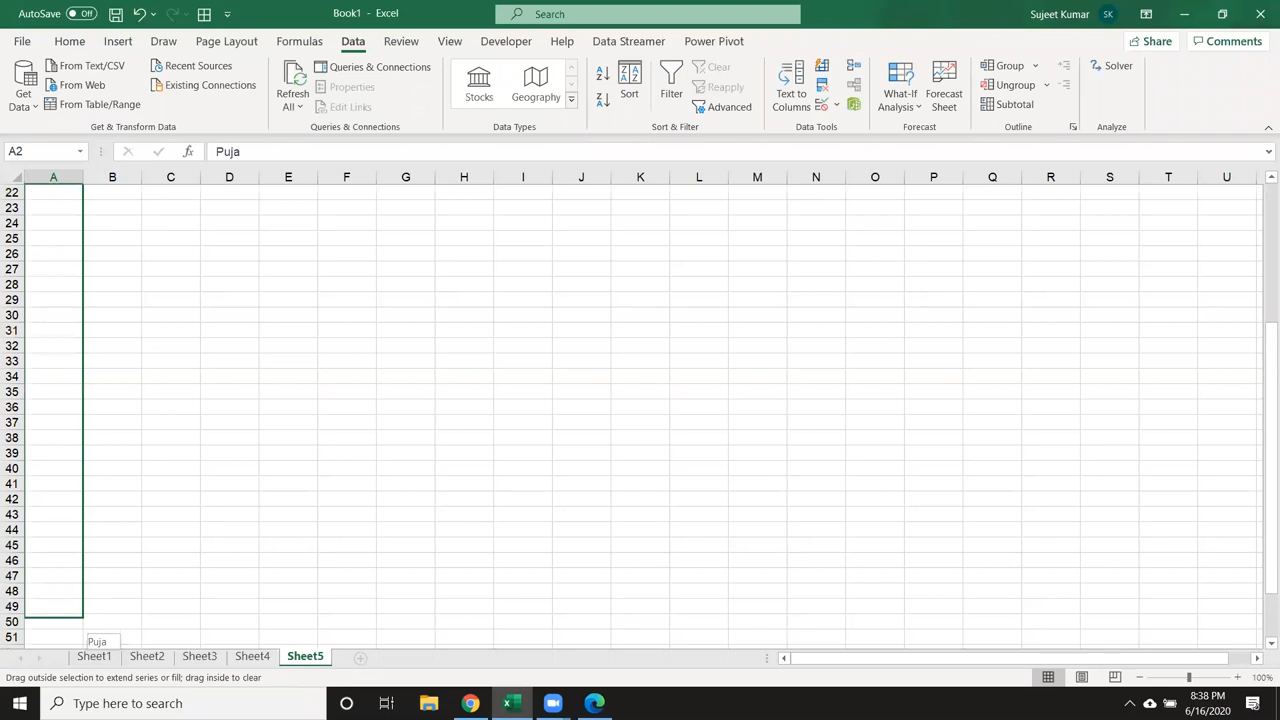 AutoSave Off Book1 - Excel Search Sujeet Kumar SK
File Home Insert Draw Page Layout Formulas Data Review View Developer Help Data Streamer Power Pivot Share Comments
Get Data From Text/CSV From Web From Table/Range Recent Sources Existing Connections
Refresh All Queries & Connections Properties Edit Links
Stocks Geography
Sort Filter Clear Reapply Advanced
Text to Columns What-If Analysis Forecast Sheet
Group Ungroup Subtotal Solver
Get & Transform Data Queries & Connections Data Types Sort & Filter Data Tools Forecast Outline Analyze
A2 fx Puja
A B C D E F G H I J K L M N O P Q R S T U
22
23
24
25
26
27
28
29
30
31
32
33
34
35
36
37
38
39
40
41
42
43
44
45
46
47
48
49
50
51
Puja
Sheet1 Sheet2 Sheet3 Sheet4 Sheet5
Drag outside selection to extend series or fill; drag inside to clear 100%
Type here to search 8:38 PM
6/16/2020